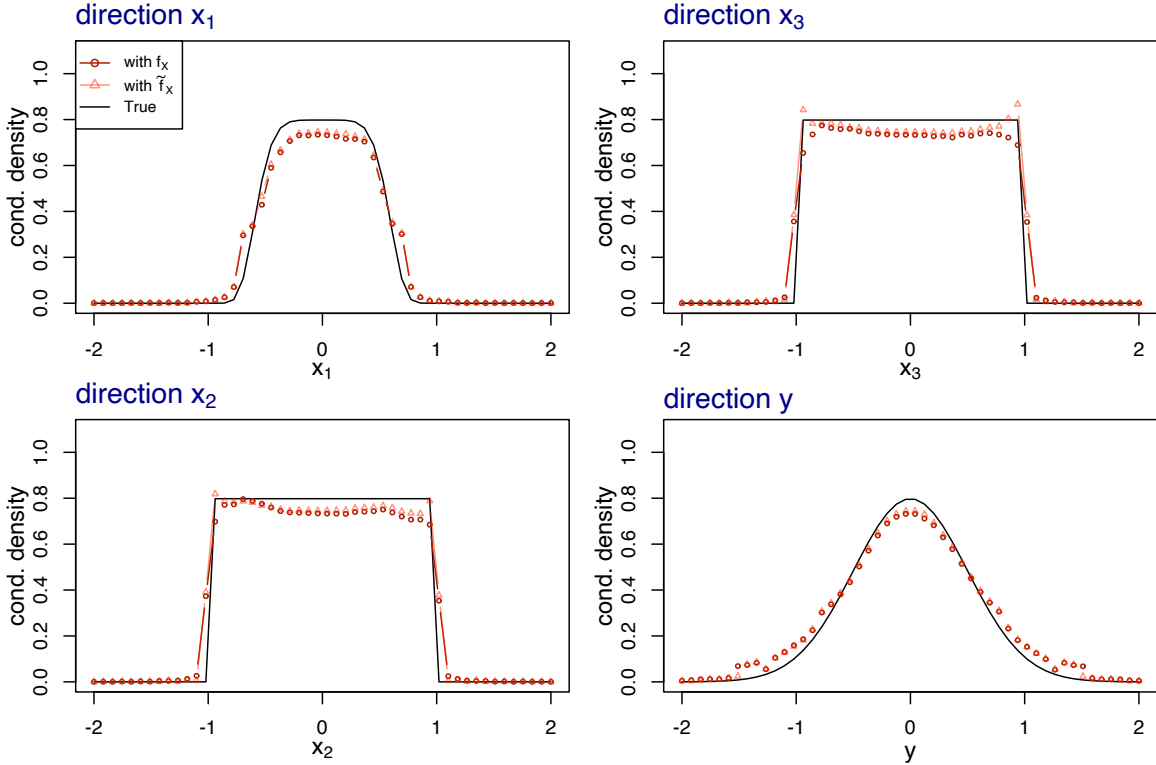 direction x₁
with fₓ
with f̃ₓ
True
cond. density
0.0 0.2 0.4 0.6 0.8 1.0
-2 -1 0 1 2
x₁
direction x₃
cond. density
0.0 0.2 0.4 0.6 0.8 1.0
-2 -1 0 1 2
x₃
direction x₂
cond. density
0.0 0.2 0.4 0.6 0.8 1.0
-2 -1 0 1 2
x₂
direction y
cond. density
0.0 0.2 0.4 0.6 0.8 1.0
-2 -1 0 1 2
y